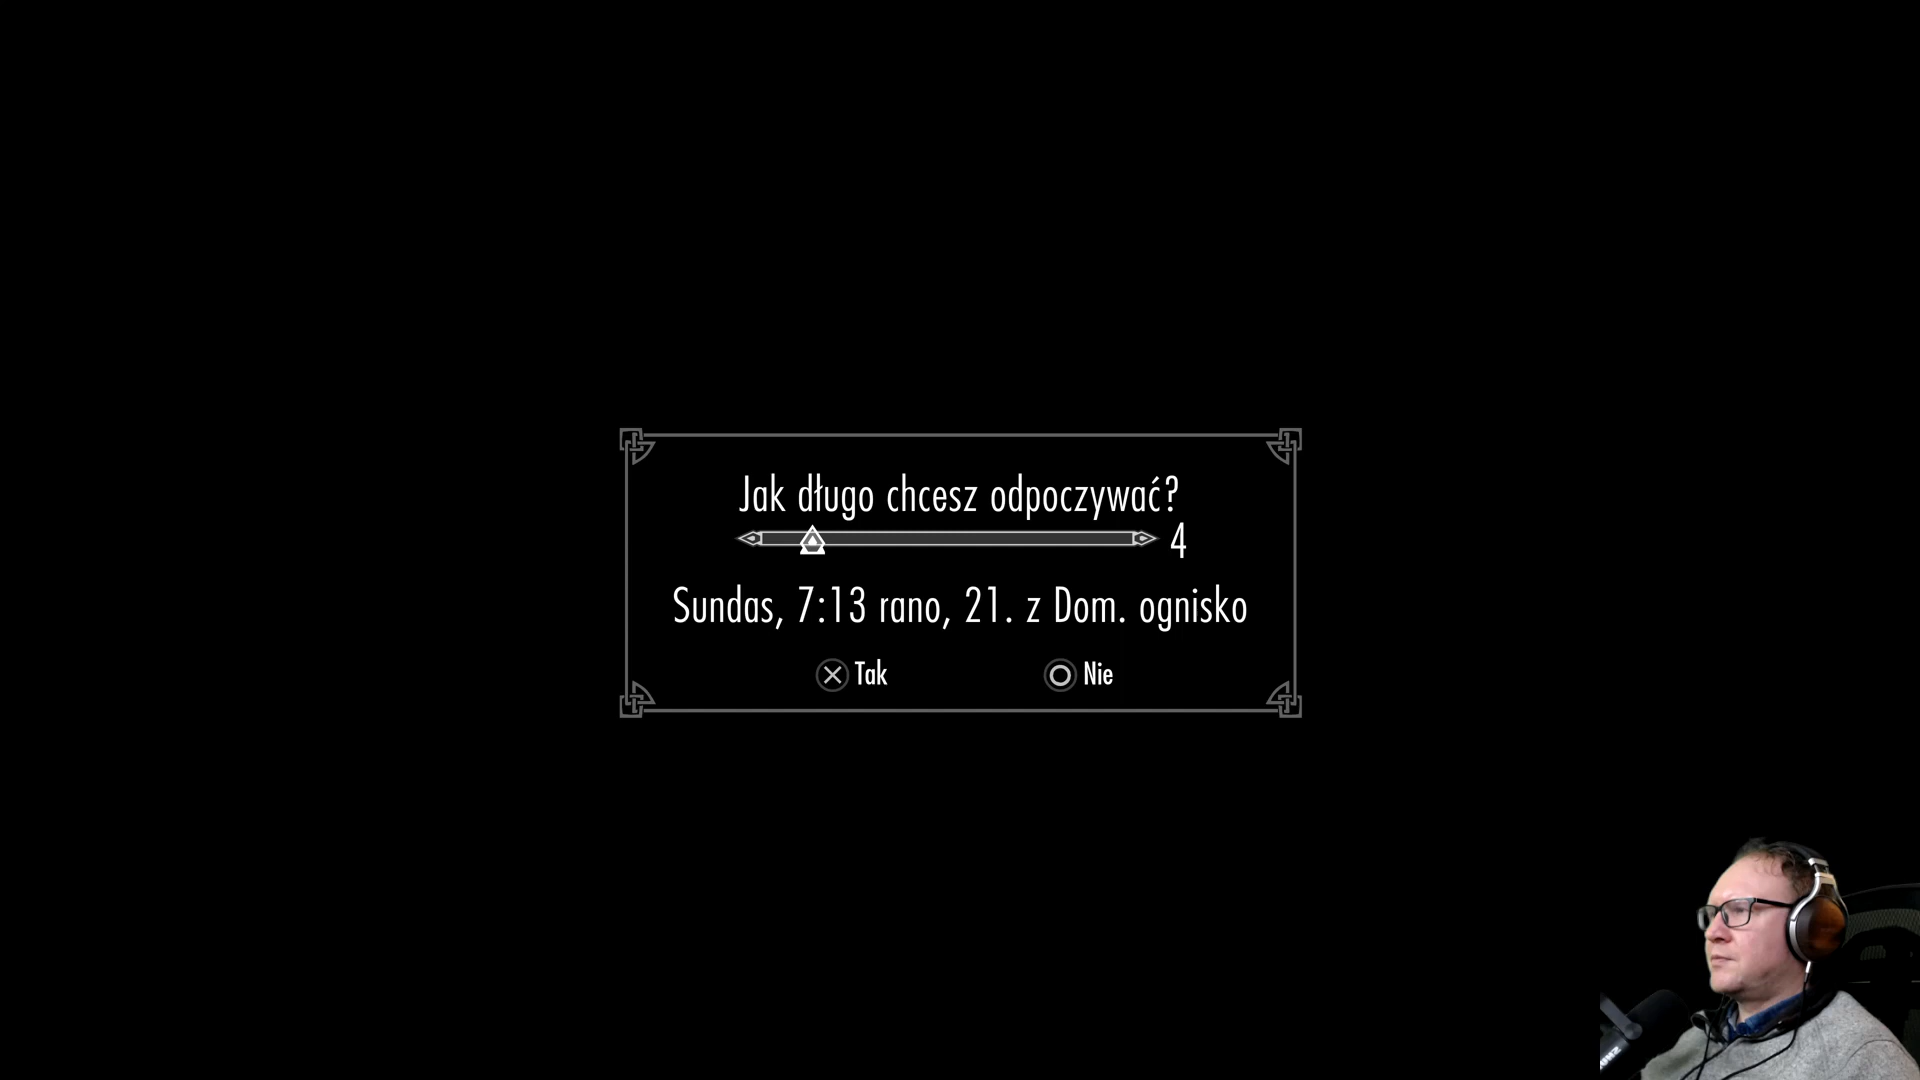 Jak długo chcesz odpoczywać?
4
Sundas, 7:13 rano, 21. z Dom. ognisko
Tak Nie